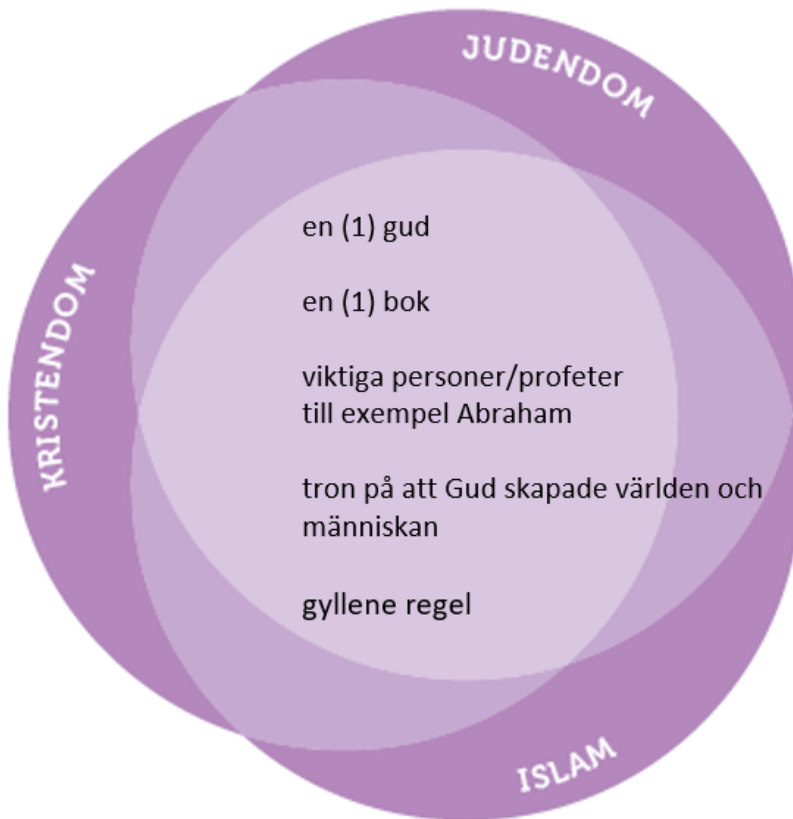 JUDENDOM
KRISTENDOM
en (1) gud
en (1) bok
viktiga personer/profeter
till exempel Abraham
tron på att Gud skapade världen och
människan
gyllene regel
ISLAM